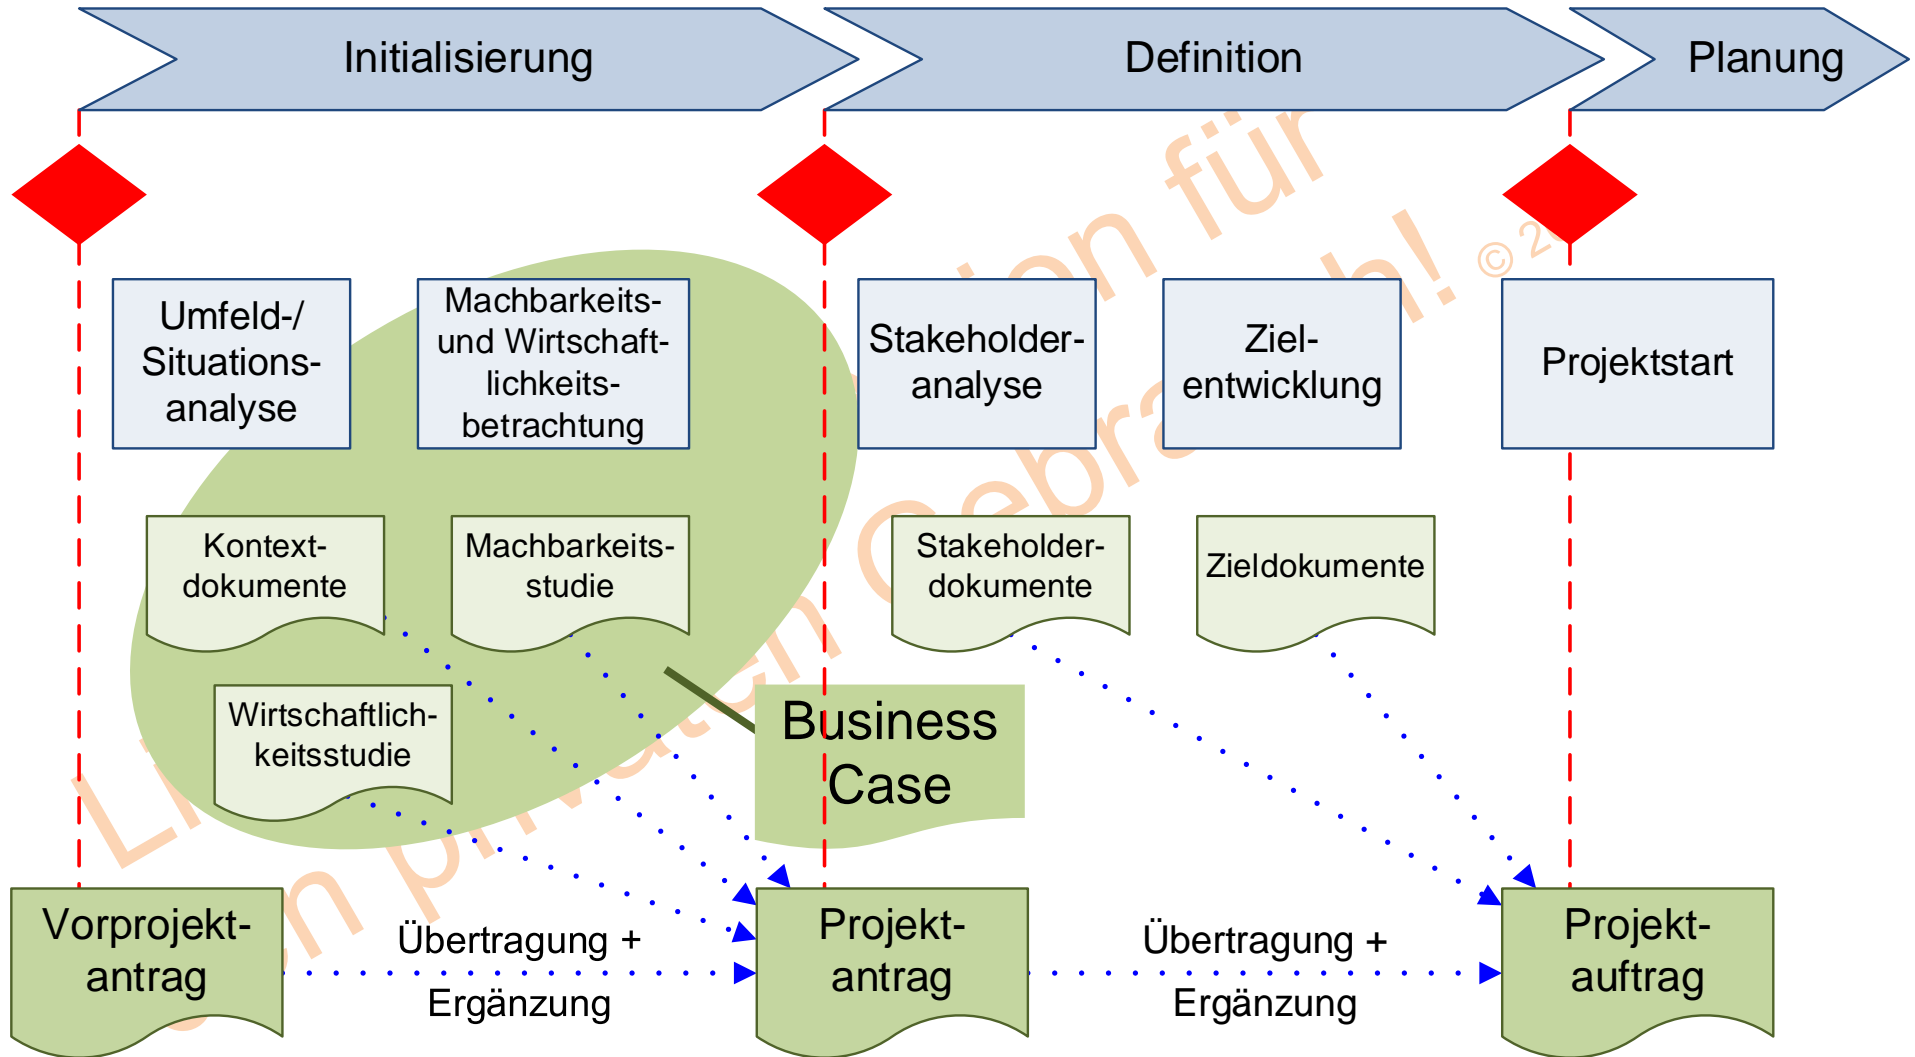 Initialisierung
Definition
Planung
Umfeld-/
Situations-
analyse
Machbarkeits-
und Wirtschaft-
lichkeits-
betrachtung
Stakeholder-
analyse
Ziel-
entwicklung
Projektstart
Kontext-
dokumente
Machbarkeits-
studie
Stakeholder-
dokumente
Zieldokumente
Wirtschaftlich-
keitsstudie
Business
Case
Vorprojekt-
antrag
Übertragung +
Ergänzung
Projekt-
antrag
Übertragung +
Ergänzung
Projekt-
auftrag
für